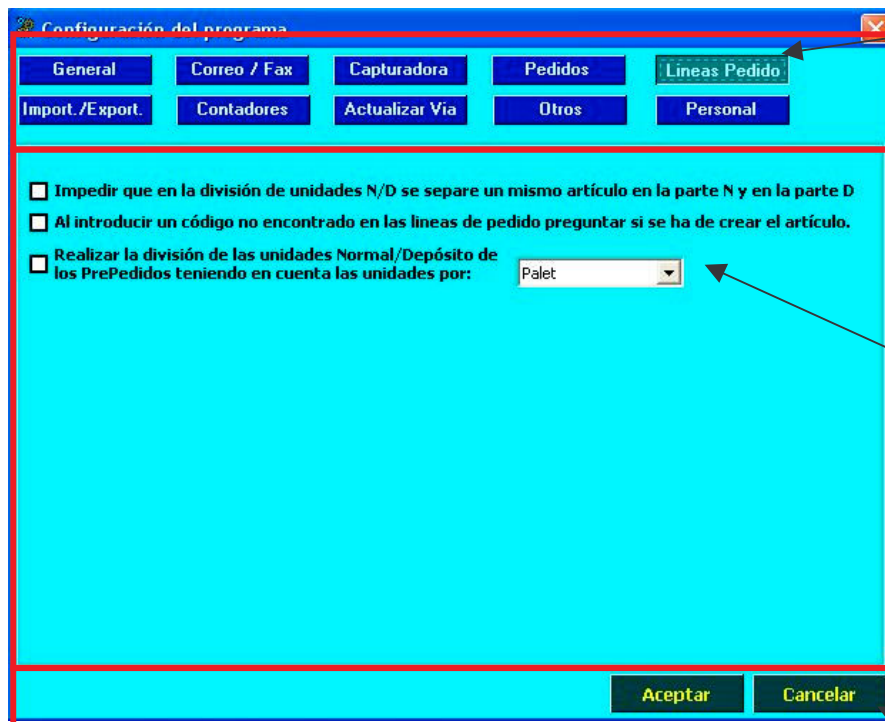 Configuración del programa
General Correo / Fax Capturadora Pedidos Lineas Pedido
Import./Export. Contadores Actualizar Via Otros Personal
Impedir que en la división de unidades N/D se separe un mismo artículo en la parte N y en la parte D
Al introducir un código no encontrado en las lineas de pedido preguntar si se ha de crear el artículo.
Realizar la división de las unidades Normal/Depósito de
los PrePedidos teniendo en cuenta las unidades por: Palet
Aceptar Cancelar